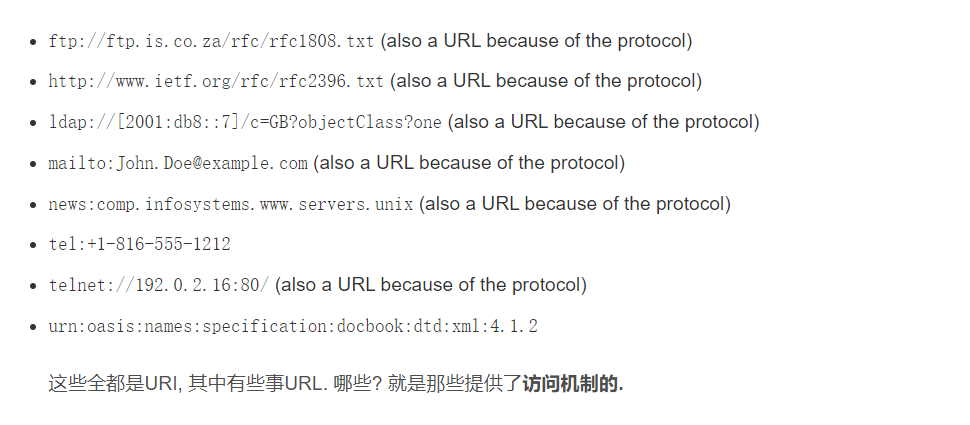 ftp://ftp.is.co.za/rfc/rfc1808.txt (also a URL because of the protocol)
http://www.ietf.org/rfc/rfc2396.txt (also a URL because of the protocol)
ldap://[2001:db8::7]/c=GB?objectClass?one (also a URL because of the protocol)
mailto:John.Doe@example.com (also a URL because of the protocol)
news:comp.infosystems.www.servers.unix (also a URL because of the protocol)
tel:+1-816-555-1212
telnet://192.0.2.16:80/ (also a URL because of the protocol)
urn:oasis:names:specification:docbook:dtd:xml:4.1.2
这些全都是URI, 其中有些事URL. 哪些? 就是那些提供了访问机制的.